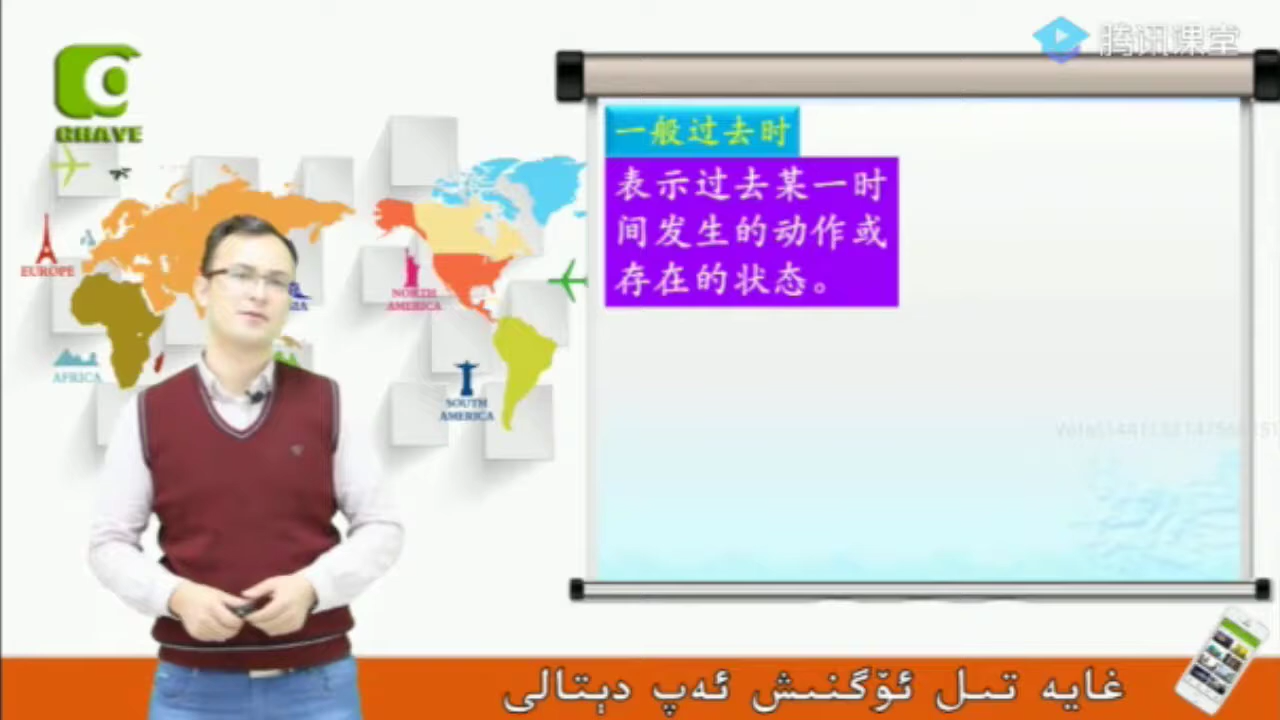 腾讯课堂
GHAYE
一般过去时
表示过去某一时
间发生的动作或
存在的状态。
EUROPE
NORTH
AMERICA
AFRICA
SOUTH
AMERICA
غايە تىل ئۆگىنىش ئەپ دېتالى